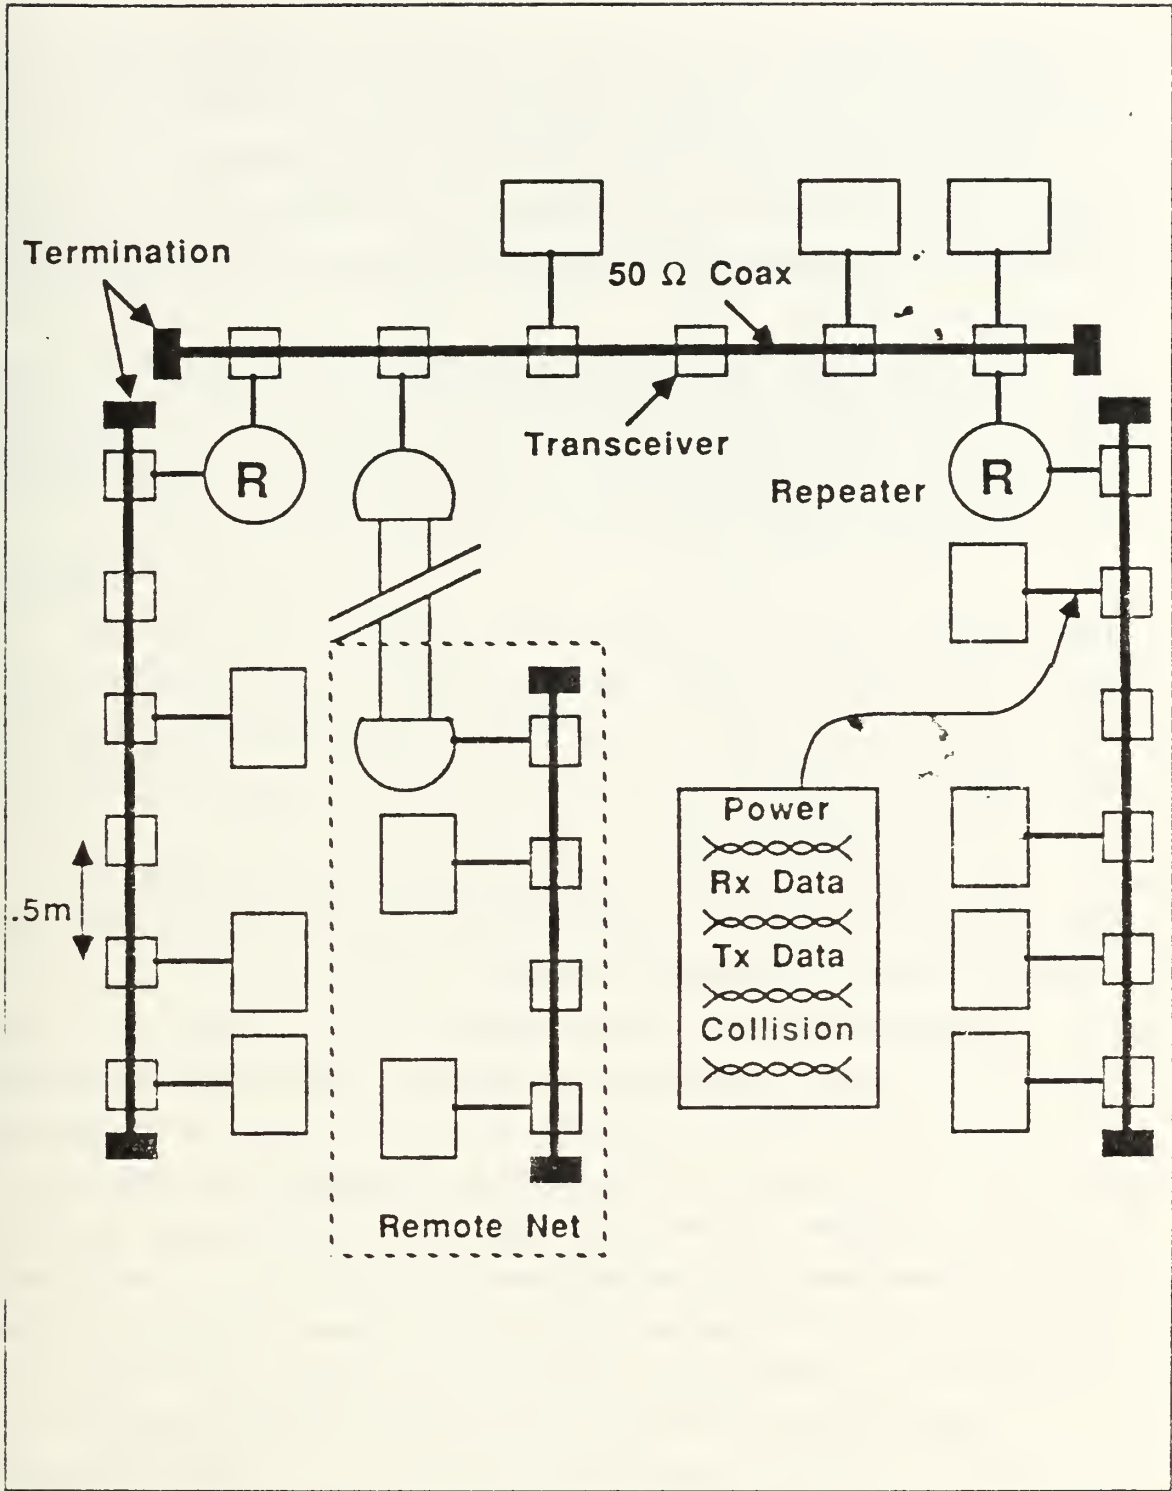 Termination
50 Ω Coax
Transceiver
R
Repeater
R
.5m
Power
Rx Data
Tx Data
Collision
Remote Net